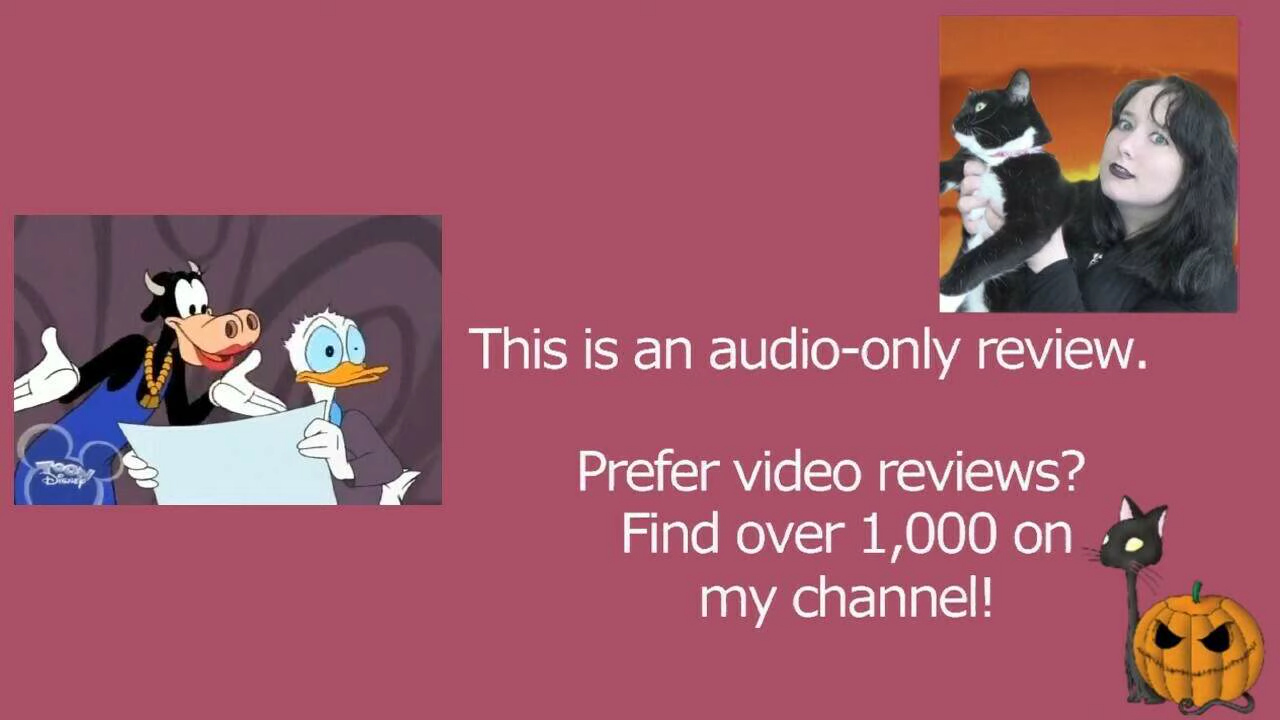 This is an audio-only review.
Prefer video reviews?
Find over 1,000 on
my channel!
TOON
Disney